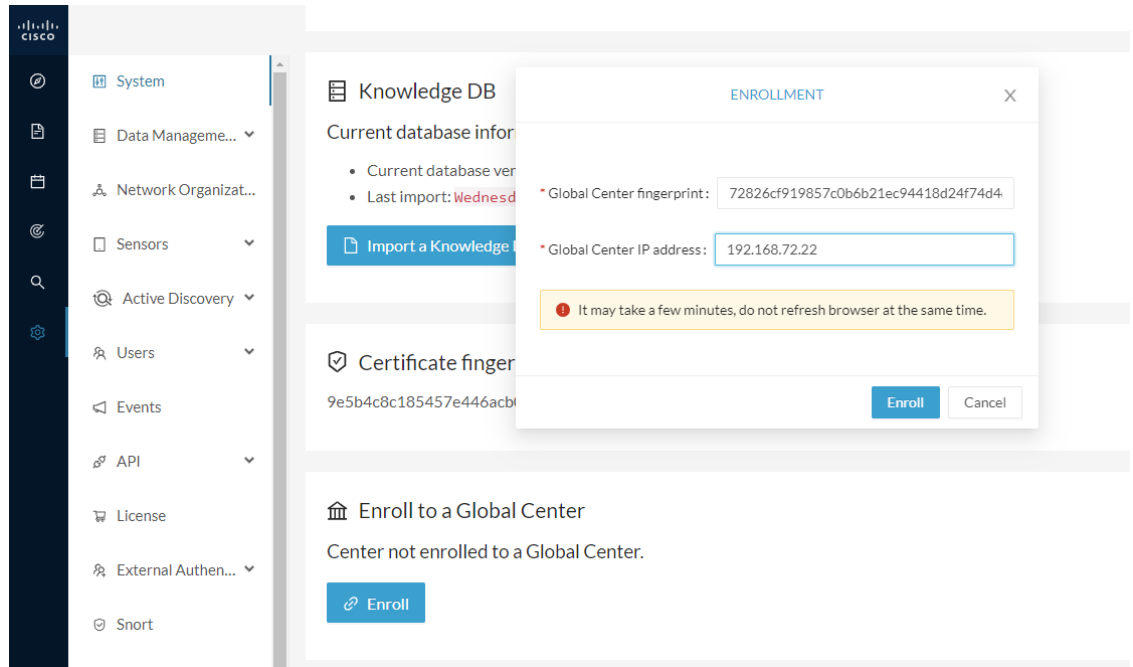 cisco
System
Data Manageme...
Network Organizat...
Sensors
Active Discovery
Users
Events
API
License
External Authen...
Snort
Knowledge DB
Current database infor
Current database ver
Last import: Wednesd
Import a Knowledge
Certificate finger
9e5b4c8c185457e446acb
Enroll to a Global Center
Center not enrolled to a Global Center.
Enroll
ENROLLMENT
* Global Center fingerprint: 72826cf919857c0b6b21ec94418d24f74d4
* Global Center IP address: 192.168.72.22
It may take a few minutes, do not refresh browser at the same time.
Enroll Cancel